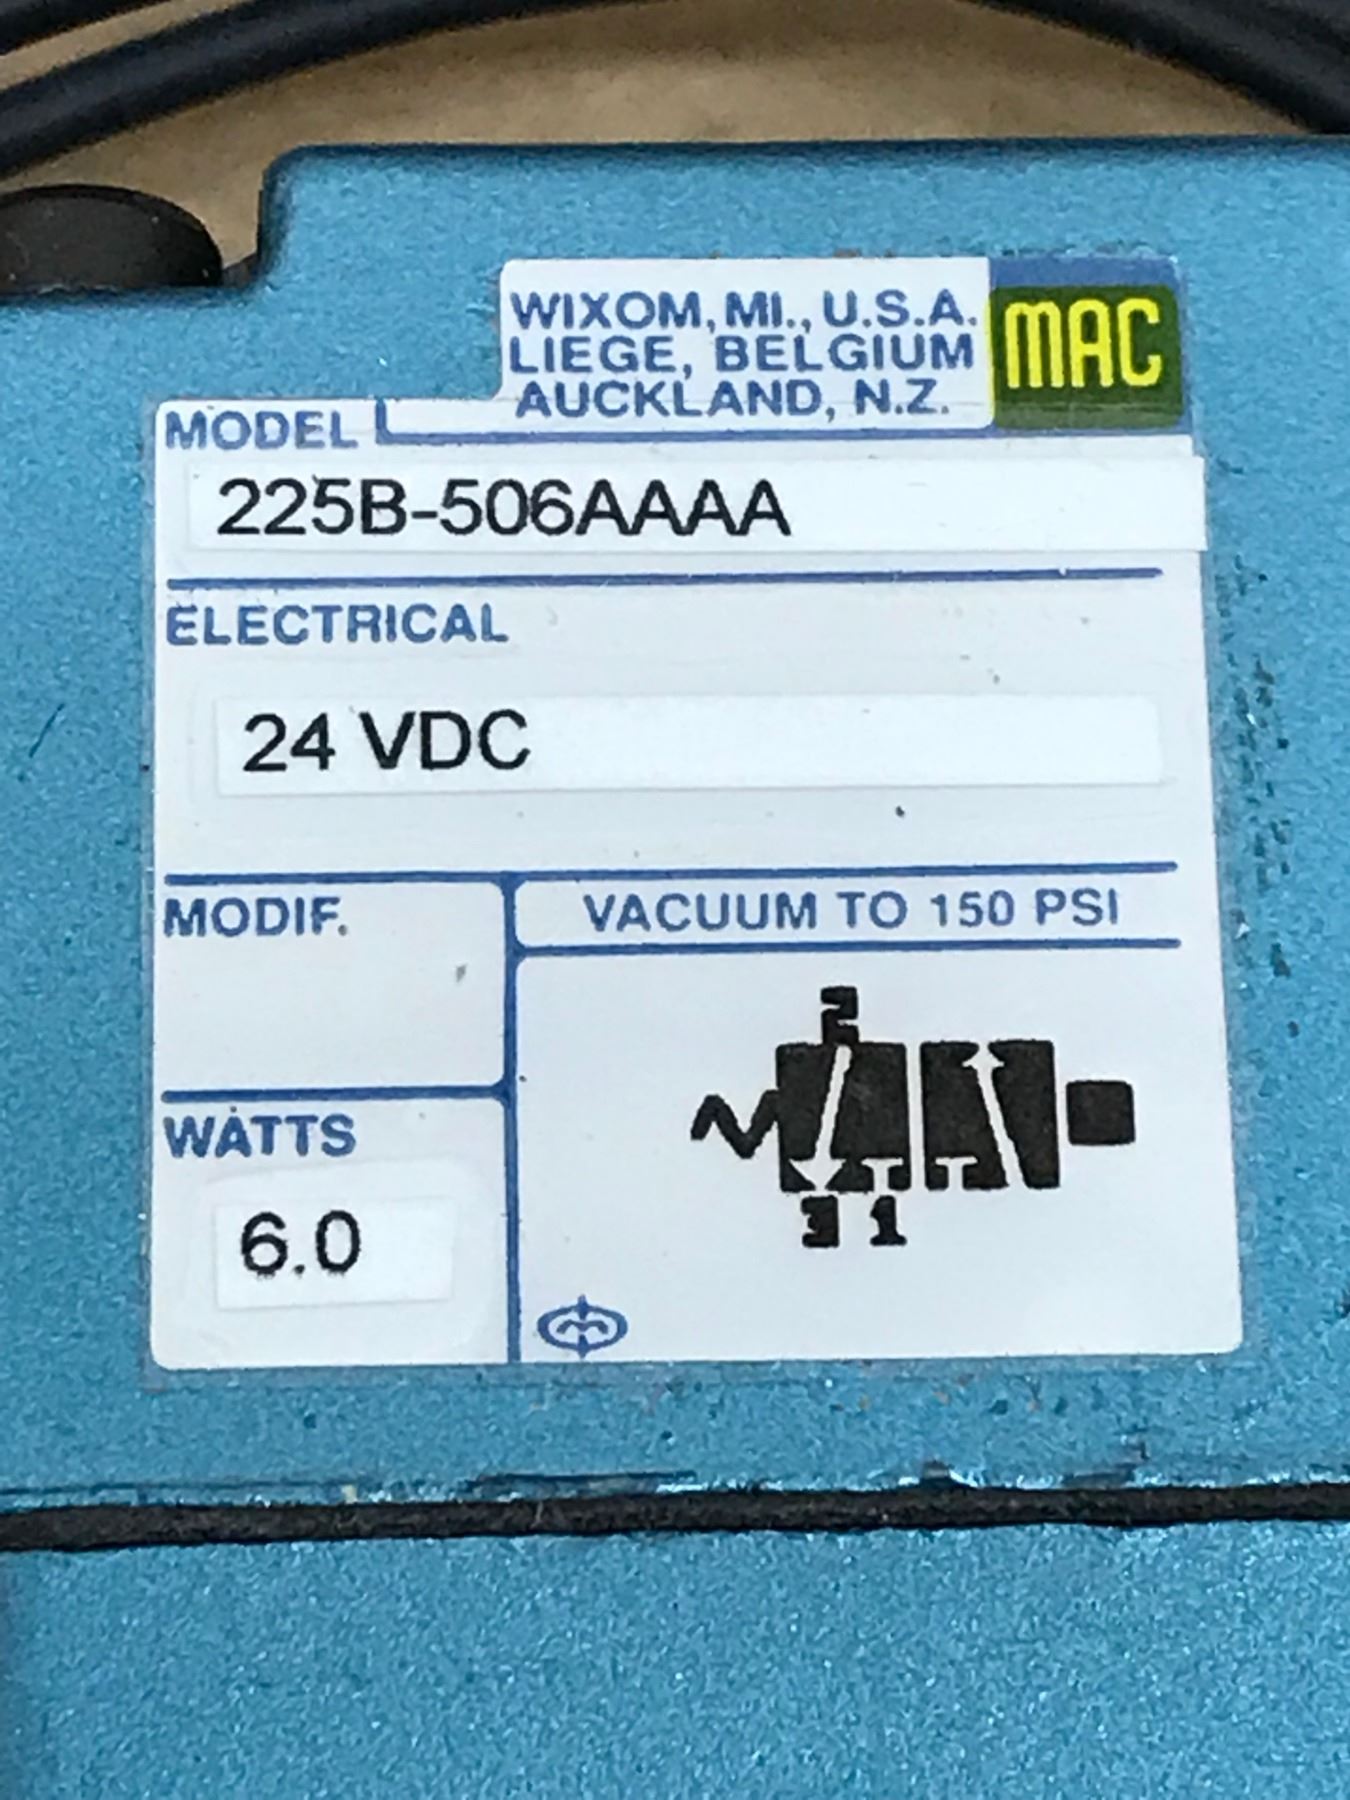 WIXOM, MI., U.S.A.
LIEGE, BELGIUM
AUCKLAND, N.Z.
MAC
MODEL
225B-506AAAA
ELECTRICAL
24 VDC
MODIF.
VACUUM TO 150 PSI
WATTS
6.0
2
3 1